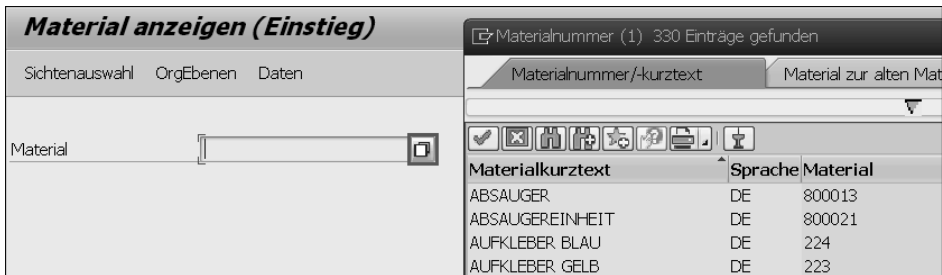 Material anzeigen (Einstieg)
Sichtenauswahl OrgEbenen Daten
Material
Materialnummer (1) 330 Einträge gefunden
Materialnummer/-kurztext
Material zur alten Mat
Materialkurztext Sprache Material
ABSAUGER DE 800013
ABSAUGEREINHEIT DE 800021
AUFKLEBER BLAU DE 224
AUFKLEBER GELB DE 223